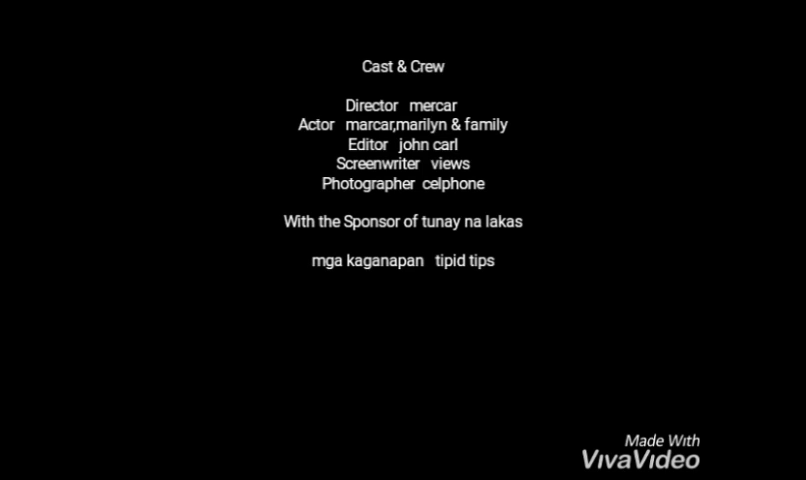 Cast & Crew
Director mercar
Actor marcar,marilyn & family
Editor john carl
Screenwriter views
Photographer celphone
With the Sponsor of tunay na lakas
mga kaganapan tipid tips
Made With
VivaVideo